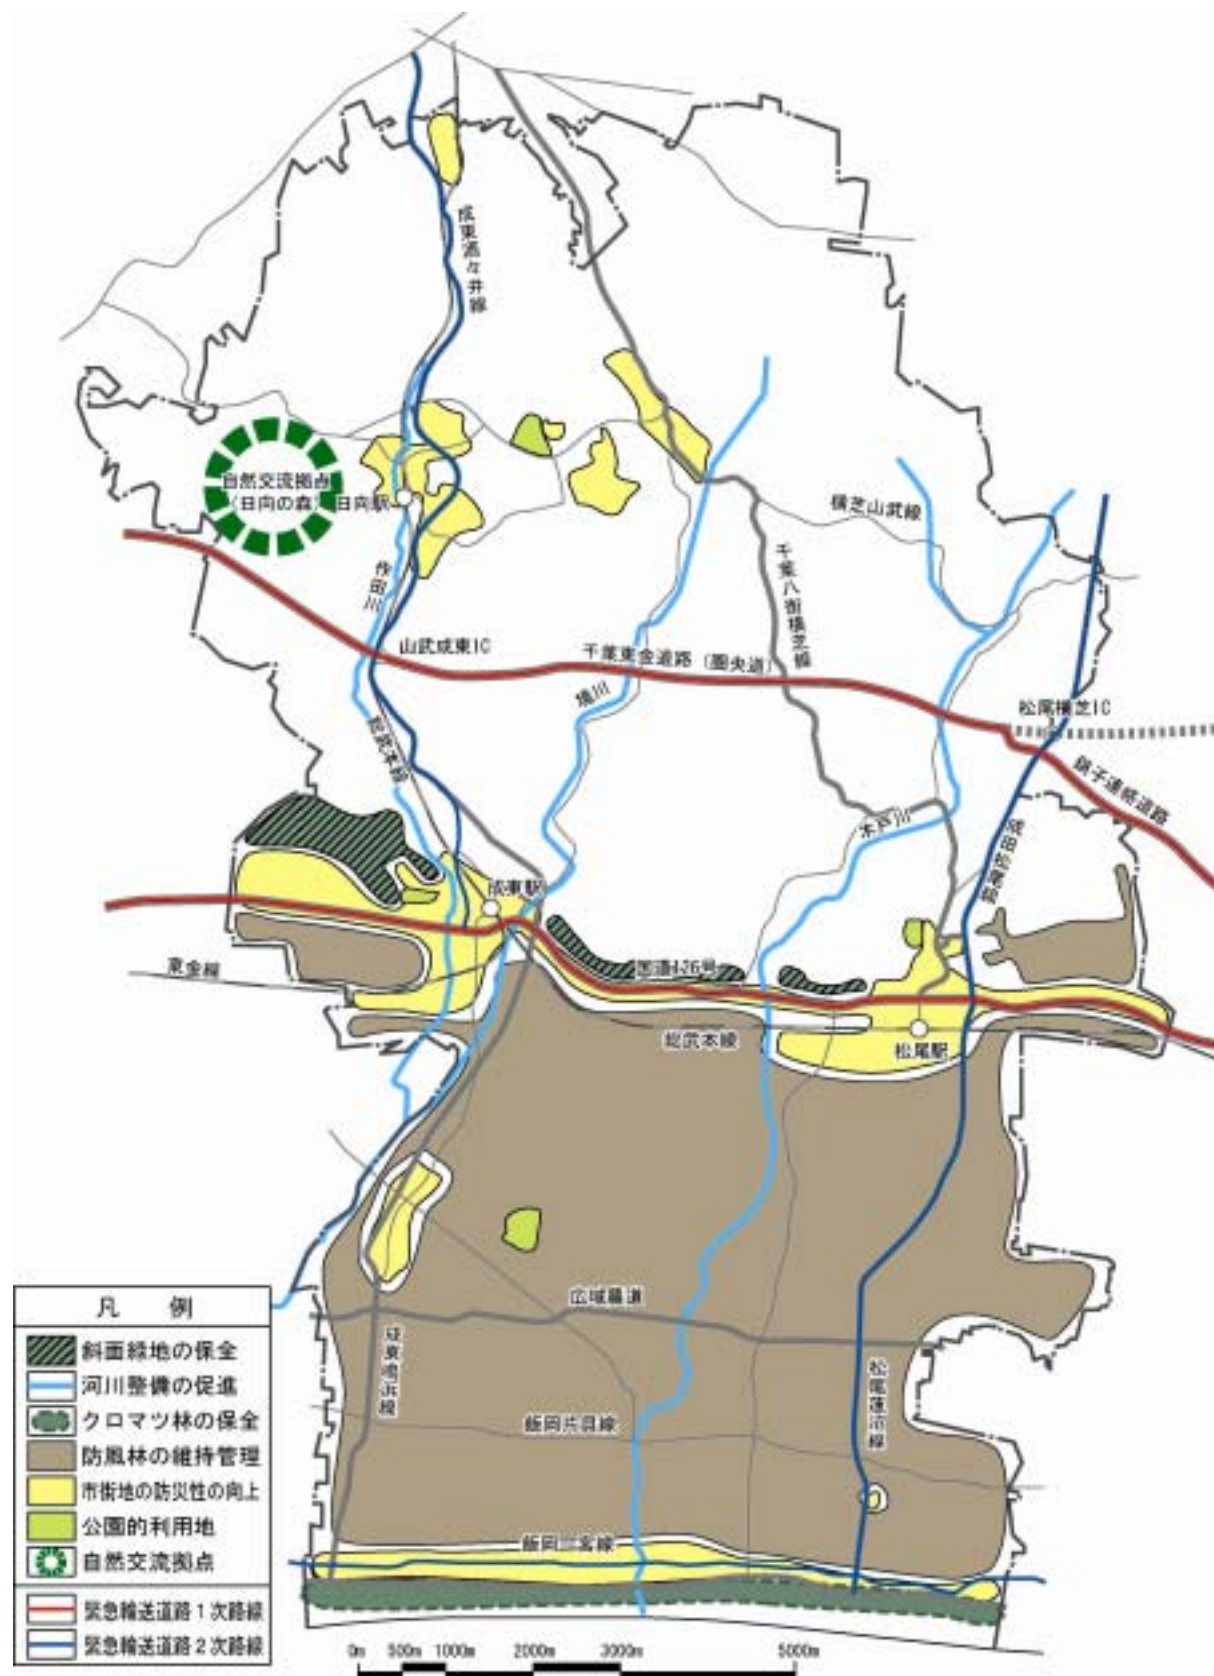 成東酒々井線
自然交流拠点
（日向の森）
日向駅
横芝山武線
千葉八街横芝線
作田川
山武成東IC
千葉東金道路（圏央道）
境川
松尾横芝IC
総武本線
銚子連絡道路
木戸川
成田松尾線
成東駅
国道126号
東金線
総武本線
松尾駅
広域農道
成東鳴浜線
松尾蓮沼線
飯岡片貝線
飯岡一宮線
凡　例
斜面緑地の保全
河川整備の促進
クロマツ林の保全
防風林の維持管理
市街地の防災性の向上
公園的利用地
自然交流拠点
緊急輸送道路1次路線
緊急輸送道路2次路線
0m 500m 1000m 2000m 3000m 5000m